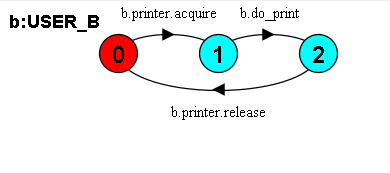 b.printer.acquire b.do_print
b:USER_B
0 1 2
b.printer.release